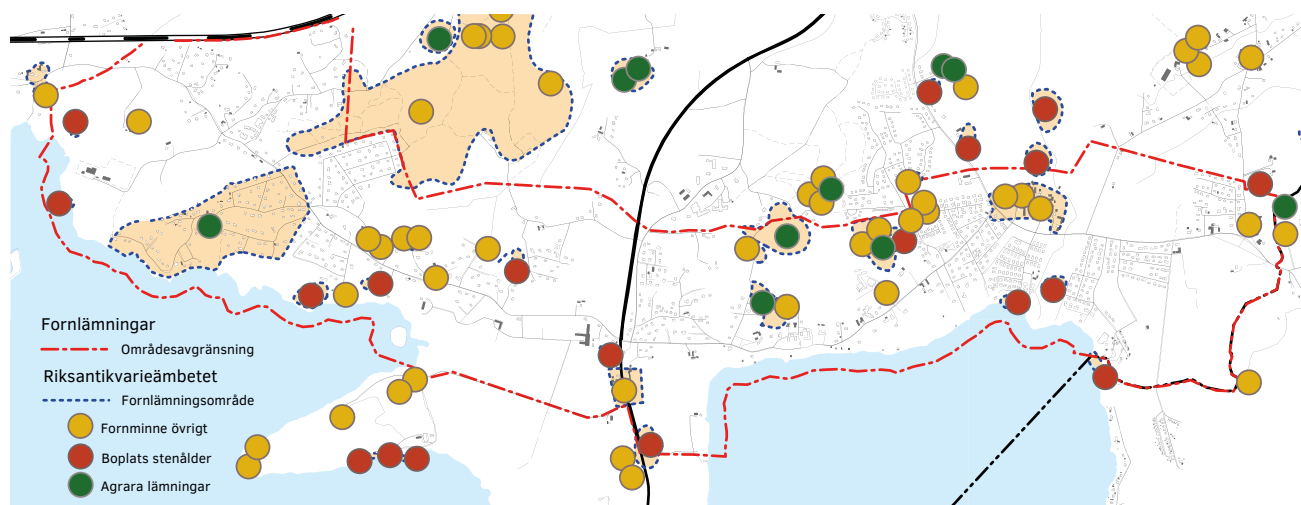 Fornlämningar
Områdesavgränsning
Riksantikvarieämbetet
Fornlämningsområde
Fornminne övrigt
Boplats stenålder
Agrara lämningar